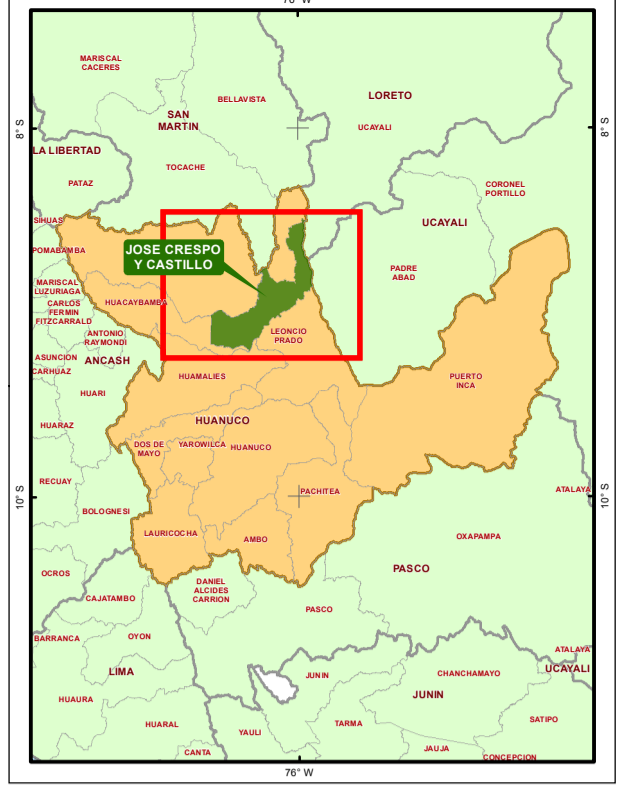 76° W
MARISCAL
CACERES
BELLAVISTA
LORETO
SAN
MARTIN
UCAYALI
8° S
8° S
LA LIBERTAD
TOCACHE
PATAZ
CORONEL
PORTILLO
SIHUAS
UCAYALI
JOSE CRESPO
Y CASTILLO
POMABAMBA
PADRE
ABAD
MARISCAL
LUZURIAGA
HUACAYBAMBA
CARLOS
FERMIN
FITZCARRALD
ANTONIO
RAYMONDI
LEONCIO
PRADO
ASUNCION
ANCASH
CARHUAZ
HUAMALIES
PUERTO
INCA
HUARI
HUARAZ
HUANUCO
DOS DE
MAYO
YAROWILCA
HUANUCO
RECUAY
PACHITEA
ATALAYA
10° S
10° S
BOLOGNESI
LAURICOCHA
AMBO
OXAPAMPA
PASCO
OCROS
DANIEL
ALCIDES
CARRION
CAJATAMBO
PASCO
BARRANCA
OYON
ATALAYA
UCAYALI
LIMA
JUNIN
CHANCHAMAYO
JUNIN
HUAURA
HUARAL
YAULI
TARMA
SATIPO
CANTA
JAUJA
CONCEPCION
76° W